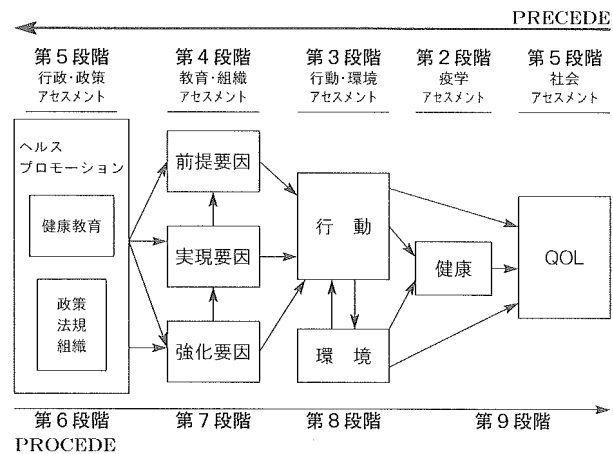 PRECEDE
第5段階
行政・政策
アセスメント
第4段階
教育・組織
アセスメント
第3段階
行動・環境
アセスメント
第2段階
疫学
アセスメント
第5段階
社会
アセスメント
ヘルス
プロモーション
健康教育
政策
法規
組織
前提要因
実現要因
強化要因
行 動
環 境
健康
QOL
第6段階
第7段階
第8段階
第9段階
PROCEDE